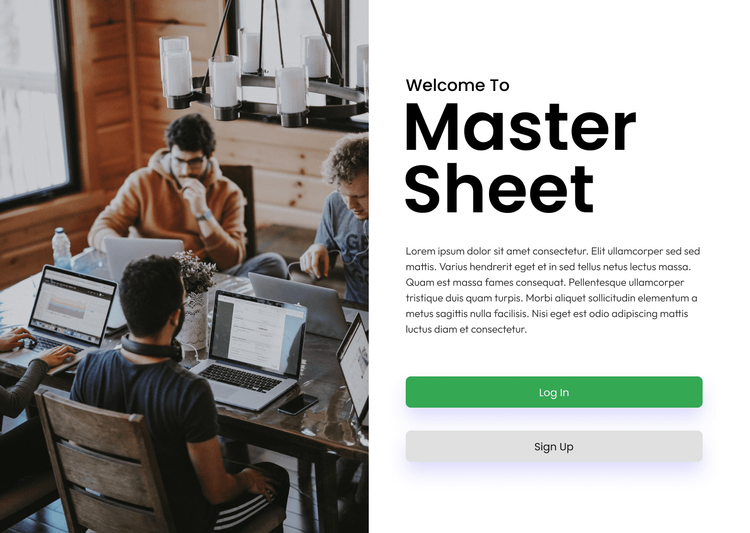 Welcome To
Master
Sheet
Lorem ipsum dolor sit amet consectetur. Elit ullamcorper sed sed
mattis. Varius hendrerit eget et in sed tellus netus lectus massa.
Quam est massa fames consequat. Pellentesque ullamcorper
tristique duis quam turpis. Morbi aliquet sollicitudin elementum a
metus sagittis nulla facilisis. Nisi eget est odio adipiscing mattis
luctus diam et consectetur.
Log In
Sign Up